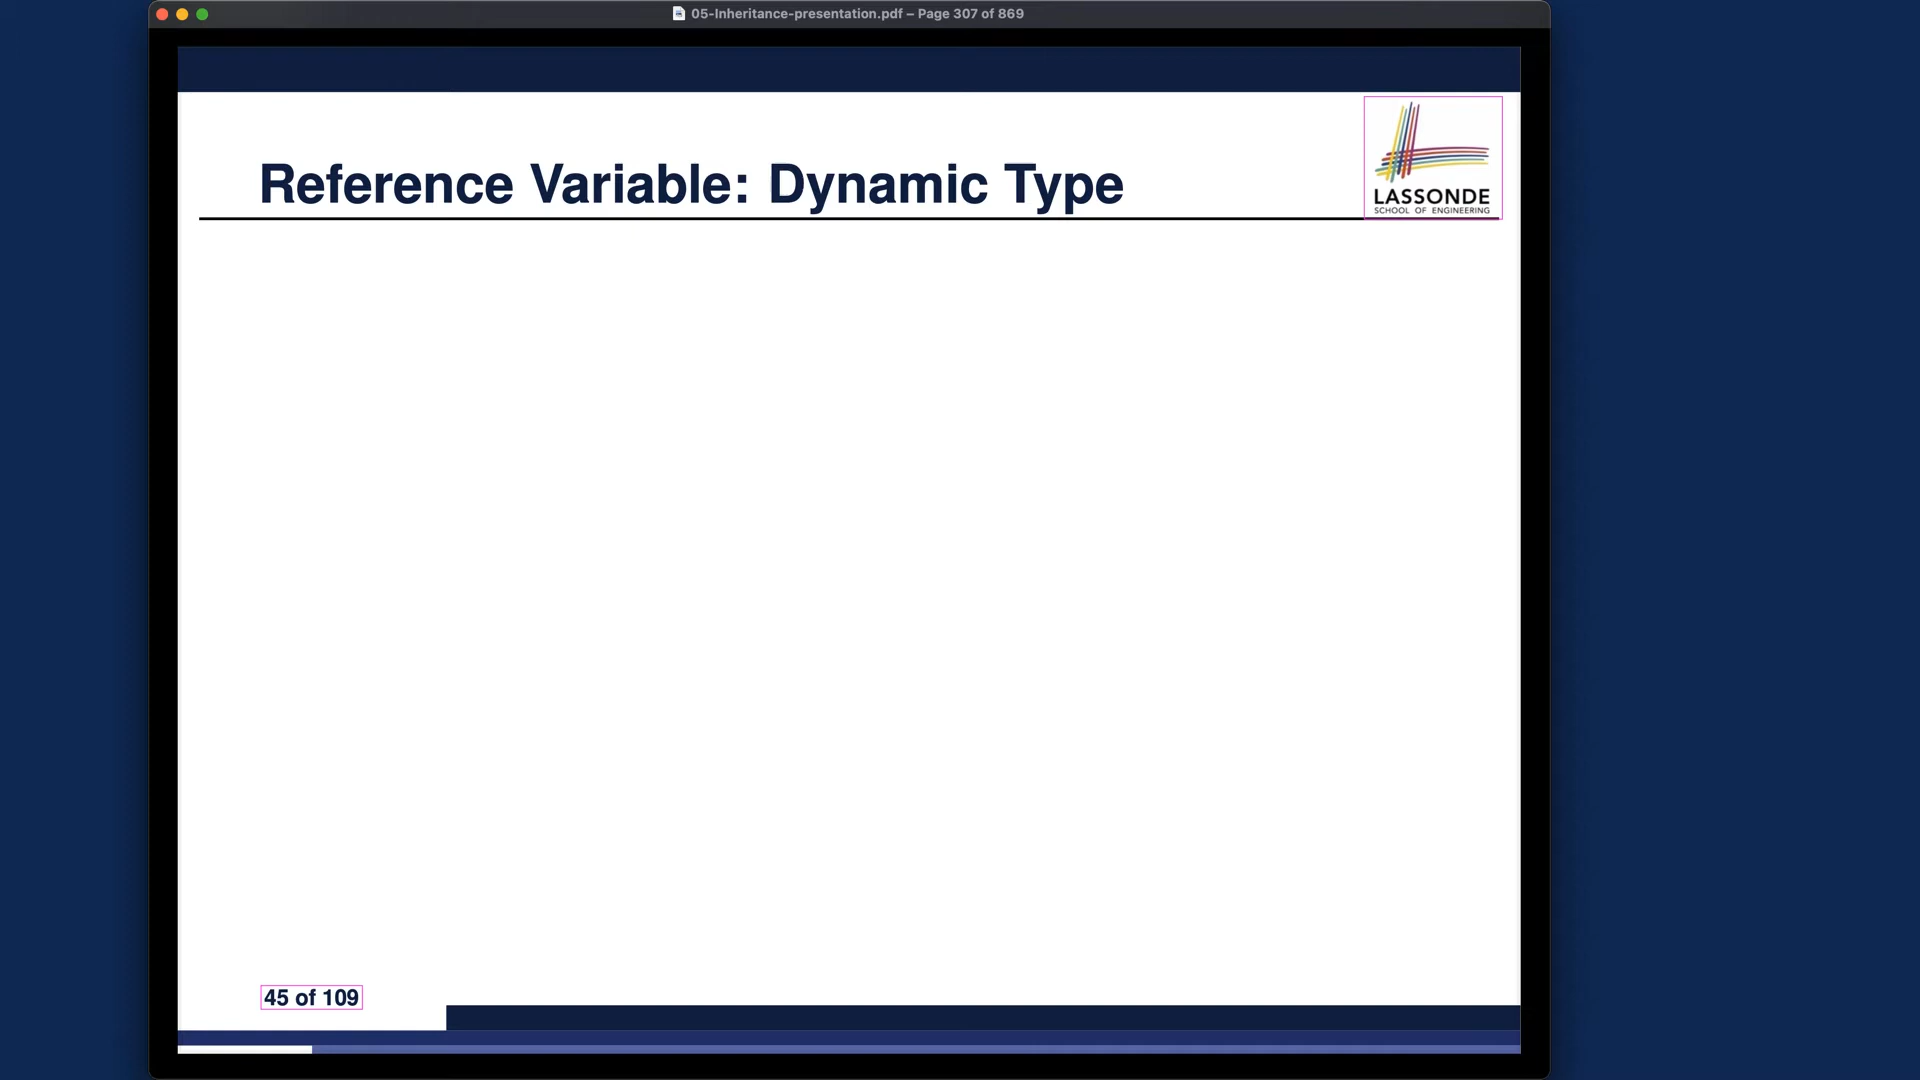 05-Inheritance-presentation.pdf – Page 307 of 869
Reference Variable: Dynamic Type
LASSONDE
SCHOOL OF ENGINEERING
45 of 109